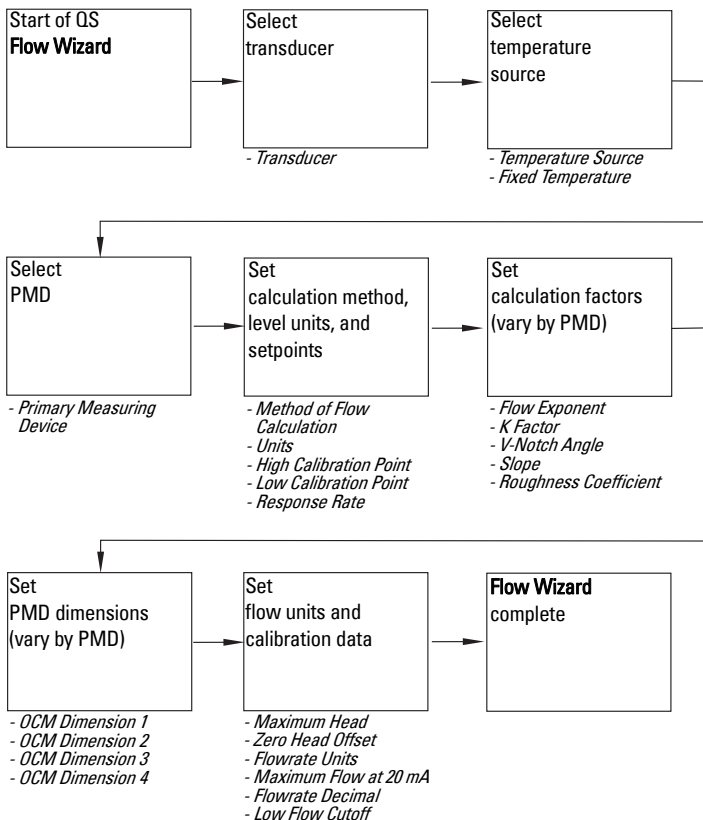 Start of QS
Flow Wizard
Select
transducer
- Transducer
Select
temperature
source
- Temperature Source
- Fixed Temperature
Select
PMD
- Primary Measuring
Device
Set
calculation method,
level units, and
setpoints
- Method of Flow
Calculation
- Units
- High Calibration Point
- Low Calibration Point
- Response Rate
Set
calculation factors
(vary by PMD)
- Flow Exponent
- K Factor
- V-Notch Angle
- Slope
- Roughness Coefficient
Set
PMD dimensions
(vary by PMD)
- OCM Dimension 1
- OCM Dimension 2
- OCM Dimension 3
- OCM Dimension 4
Set
flow units and
calibration data
- Maximum Head
- Zero Head Offset
- Flowrate Units
- Maximum Flow at 20 mA
- Flowrate Decimal
- Low Flow Cutoff
Flow Wizard
complete